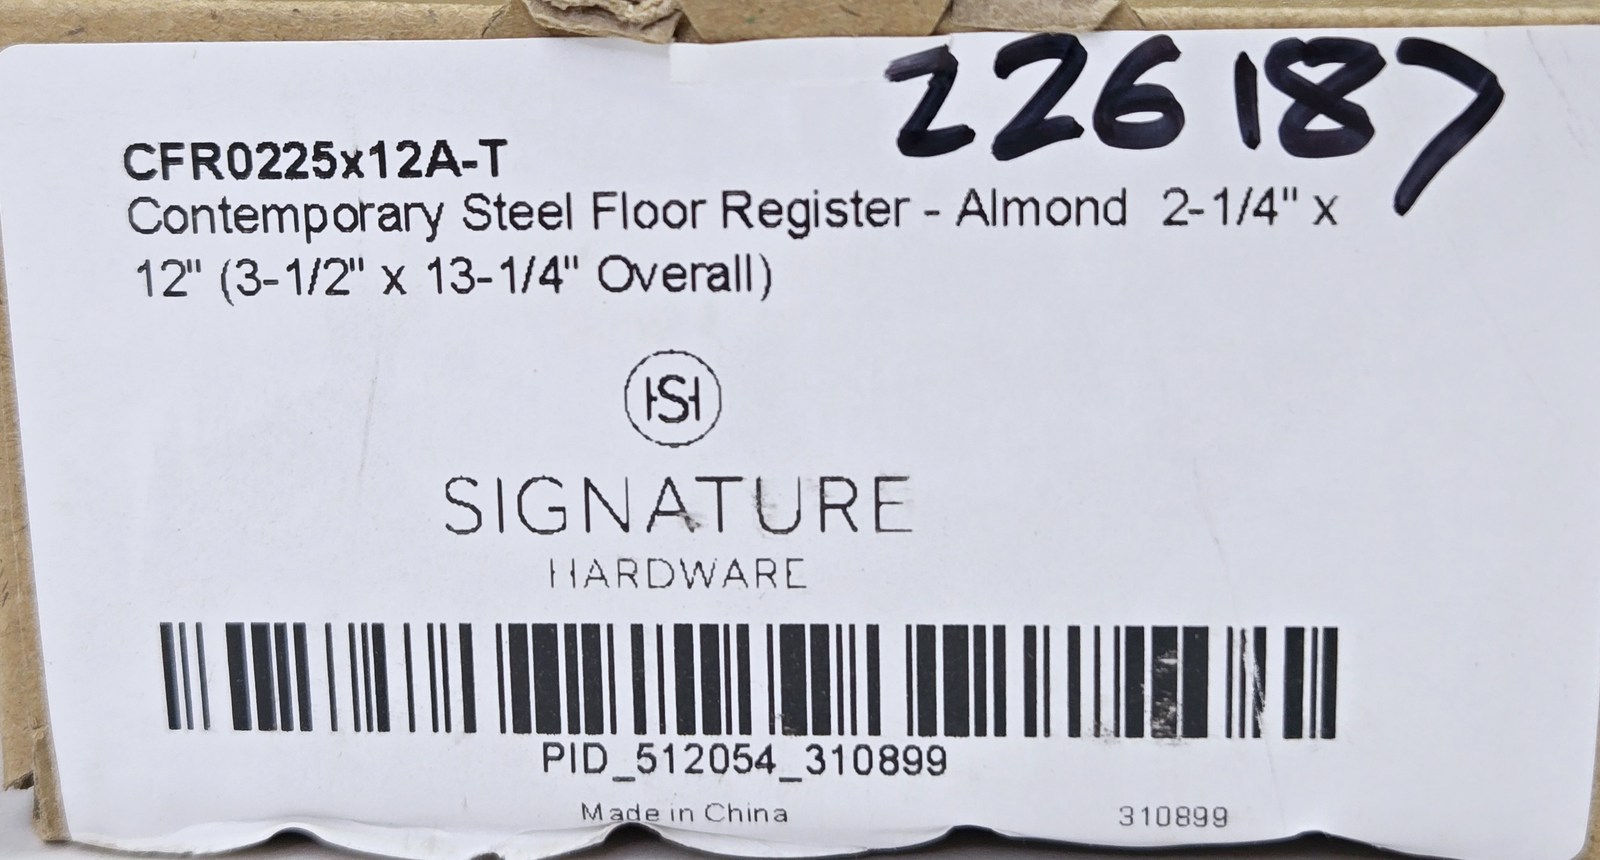 226187
CFR0225x12A-T
Contemporary Steel Floor Register - Almond 2-1/4" x
12" (3-1/2" x 13-1/4" Overall)
HSH
SIGNATURE
HARDWARE
PID_512054_310899
Made in China 310899